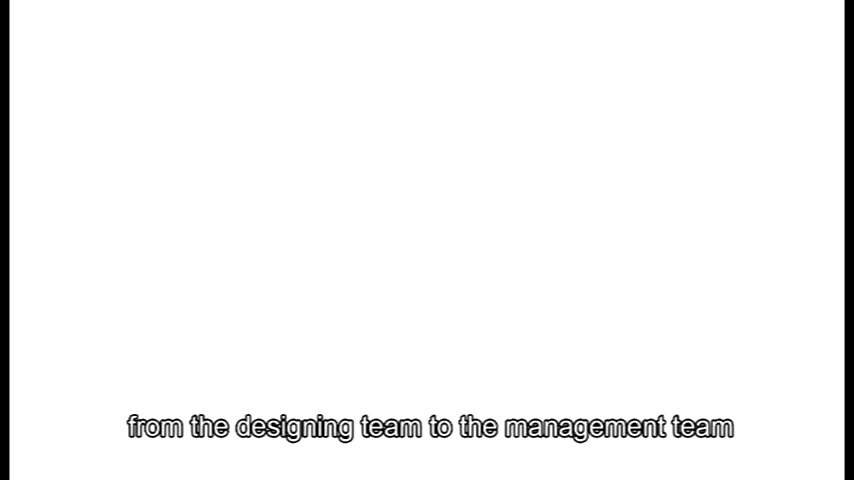 from the designing team to the management team